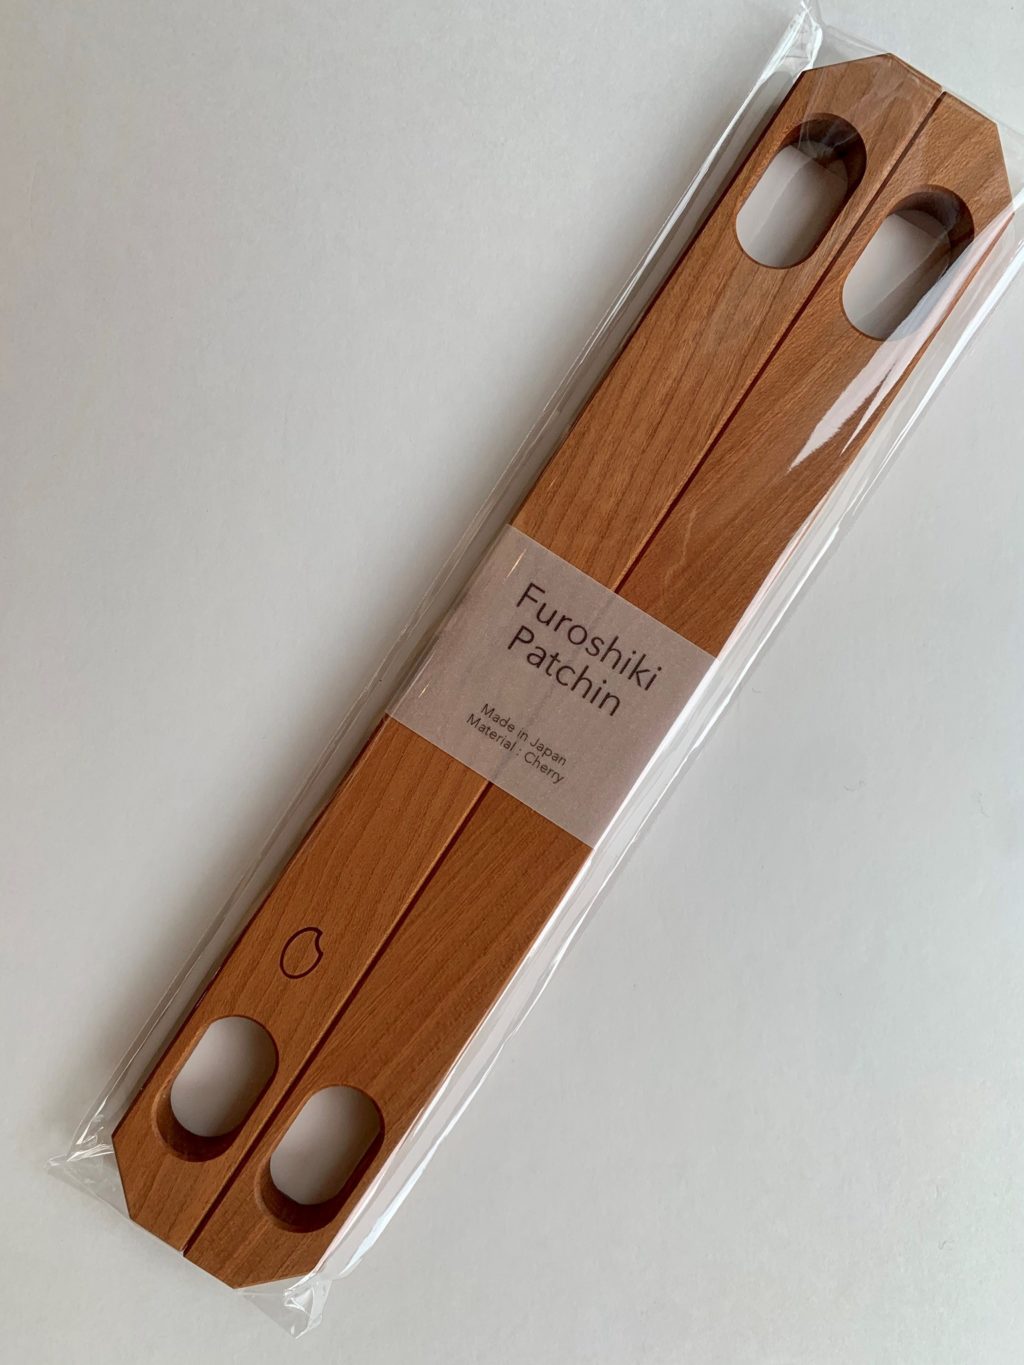 Furoshiki
Patchin
Made in Japan
Material : Cherry